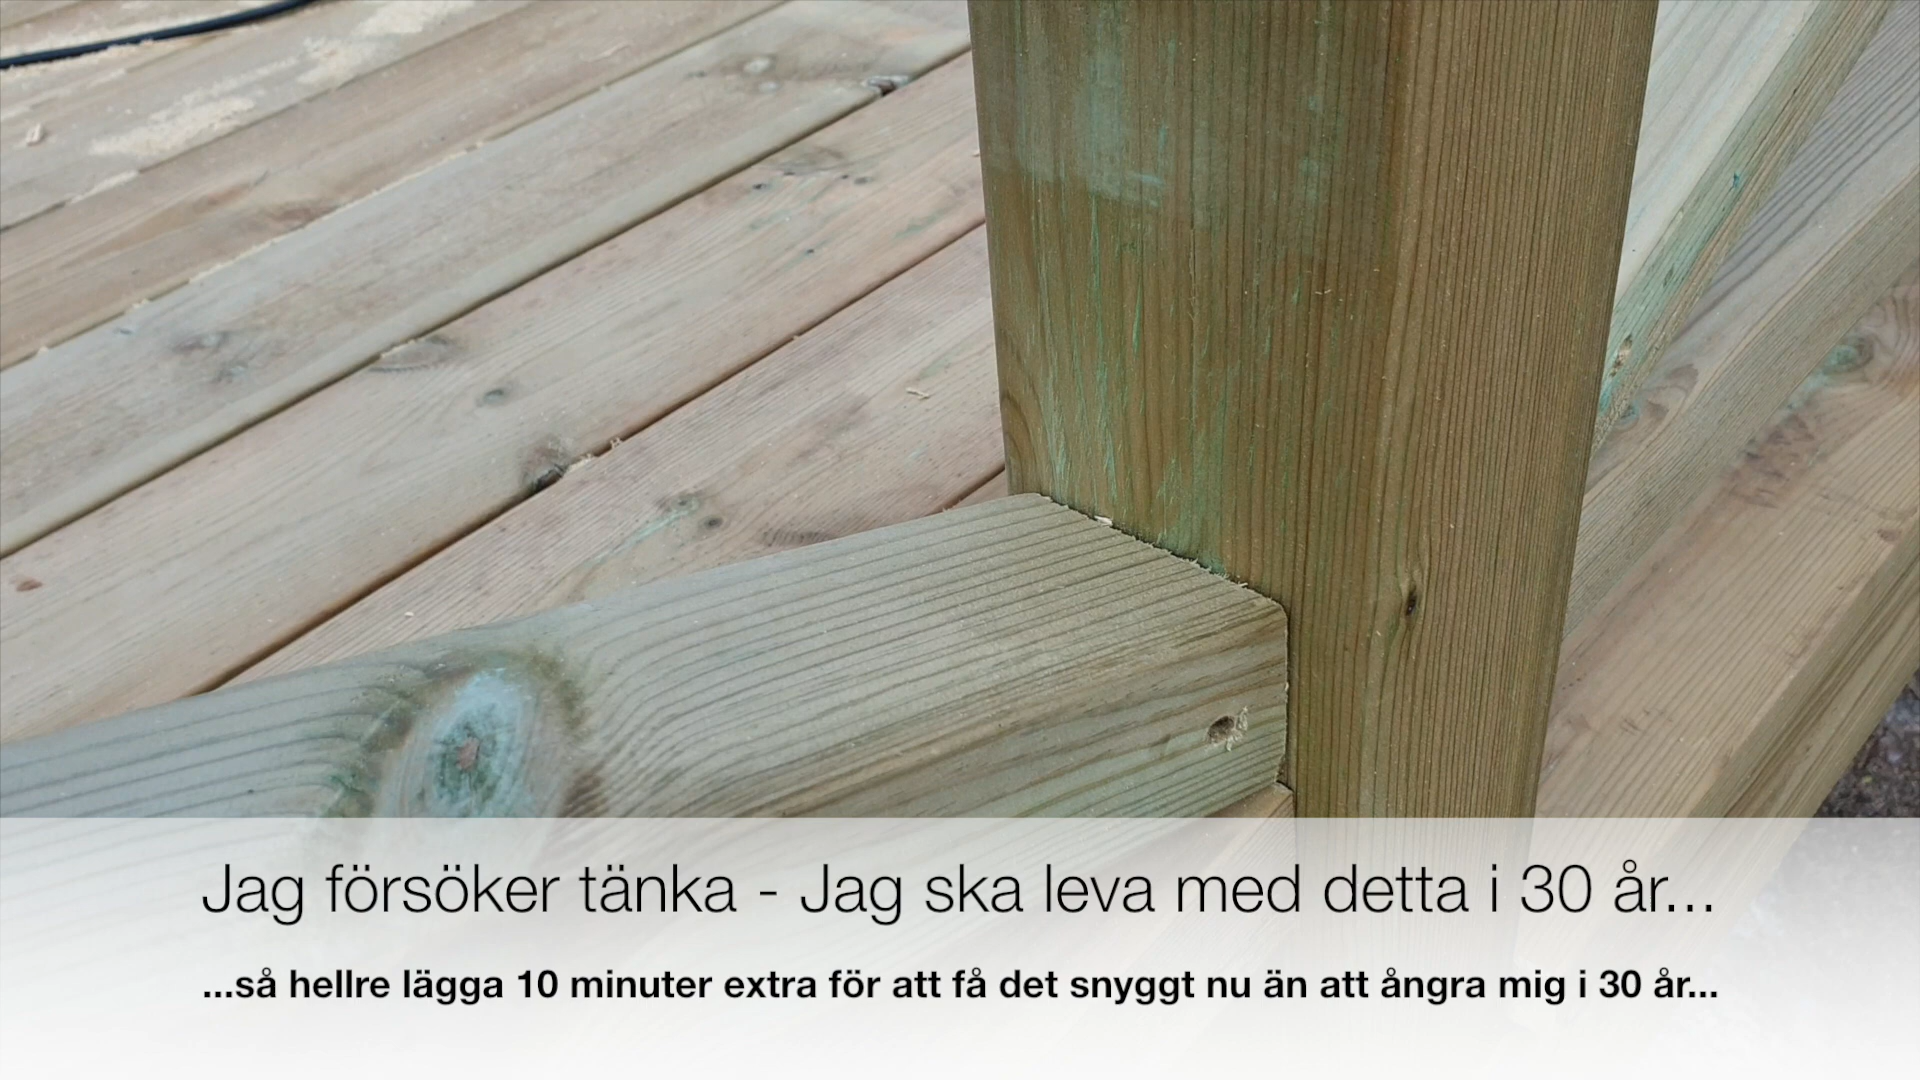 Jag försöker tänka - Jag ska leva med detta i 30 år...
...så hellre lägga 10 minuter extra för att få det snyggt nu än att ångra mig i 30 år...